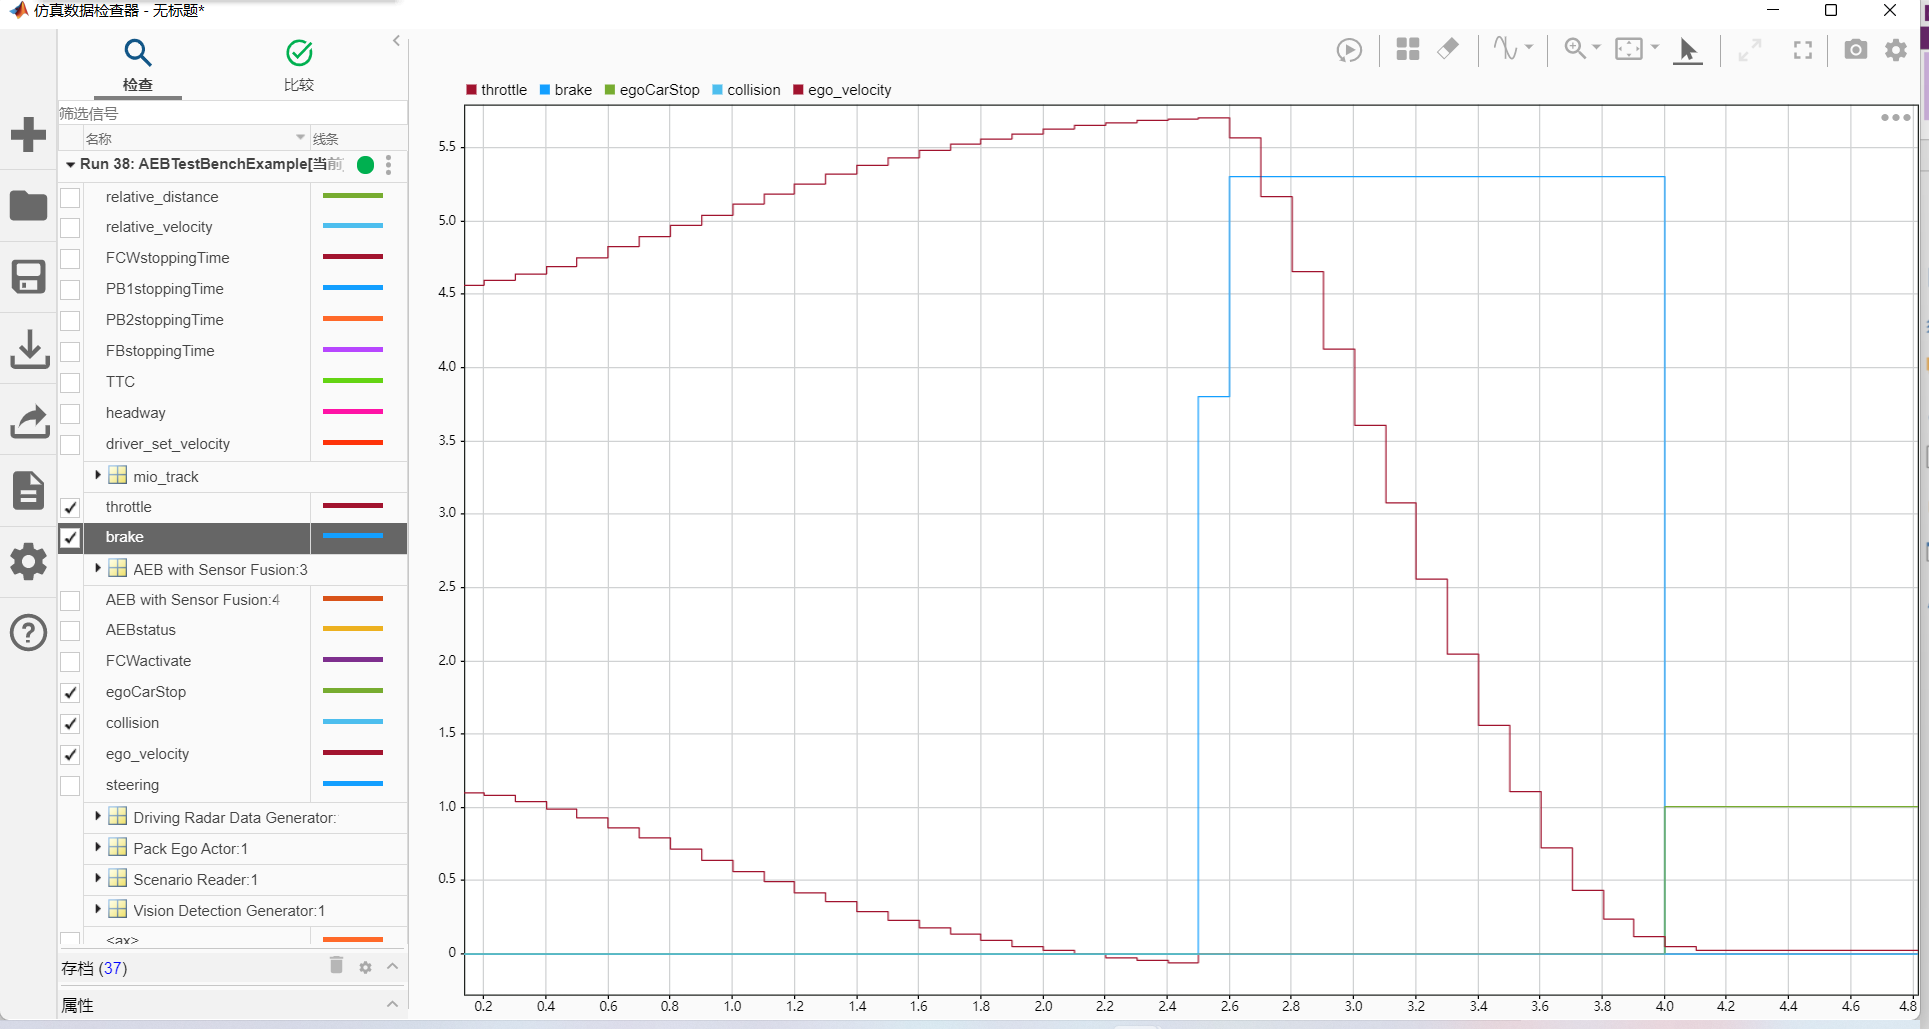 仿真数据检查器 - 无标题*
检查
比较
筛选信号
名称
线条
Run 38: AEBTestBenchExample[当前
relative_distance
relative_velocity
FCWstoppingTime
PB1stoppingTime
PB2stoppingTime
FBstoppingTime
TTC
headway
driver_set_velocity
mio_track
throttle
brake
AEB with Sensor Fusion:3
AEB with Sensor Fusion:4
AEBstatus
FCWactivate
egoCarStop
collision
ego_velocity
steering
Driving Radar Data Generator:
Pack Ego Actor:1
Scenario Reader:1
Vision Detection Generator:1
<ax>
存档 (37)
属性
throttle brake egoCarStop collision ego_velocity
5.5
5.0
4.5
4.0
3.5
3.0
2.5
2.0
1.5
1.0
0.5
0
0.2 0.4 0.6 0.8 1.0 1.2 1.4 1.6 1.8 2.0 2.2 2.4 2.6 2.8 3.0 3.2 3.4 3.6 3.8 4.0 4.2 4.4 4.6 4.8